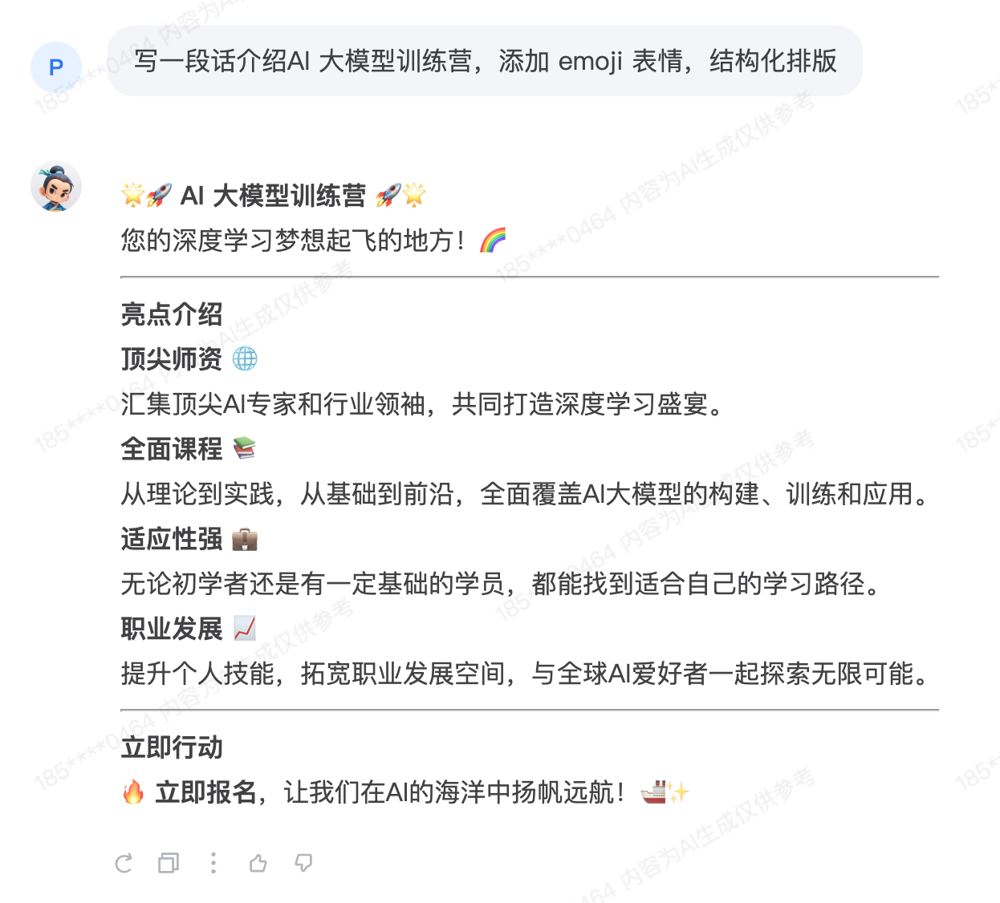 P
写一段话介绍AI 大模型训练营，添加 emoji 表情，结构化排版
🌟🚀 AI 大模型训练营 🚀🌟
您的深度学习梦想起飞的地方！🌈
亮点介绍
顶尖师资 🌐
汇集顶尖AI专家和行业领袖，共同打造深度学习盛宴。
全面课程 📚
从理论到实践，从基础到前沿，全面覆盖AI大模型的构建、训练和应用。
适应性强 💼
无论初学者还是有一定基础的学员，都能找到适合自己的学习路径。
职业发展 📈
提升个人技能，拓宽职业发展空间，与全球AI爱好者一起探索无限可能。
立即行动
🔥 立即报名，让我们在AI的海洋中扬帆远航！🚢✨
185****0464 内容为AI生成仅供参考